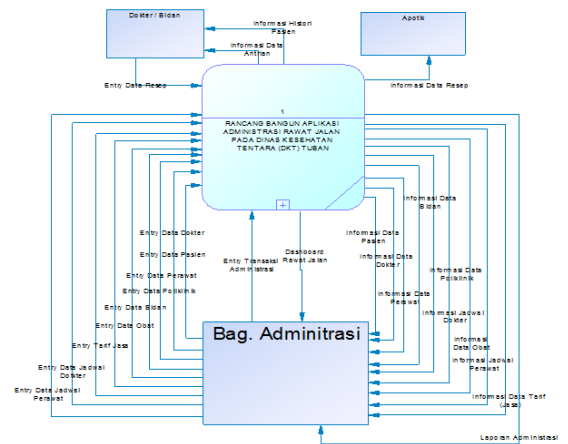 Dokter / Bidan
Informasi Histori
Pasien
Apotik
Informasi Data
Antrian
Entry Data Resep
Informasi Data Resep
1
RANCANG BANGUN APLIKASI
ADMINISTRASI RAWAT JALAN
PADA DINAS KESEHATAN
TENTARA (DKT) TUBAN
Informasi Data
Bidan
Entry Data Dokter
Informasi Data
Pasien
Entry Data Pasien
Entry Transaksi
Administrasi
Dashboard
Rawat Jalan
Informasi Data
Dokter
Entry Data Perawat
Informasi Data
Poliklinik
Entry Data Poliklinik
Informasi Data
Perawat
Entry Data Bidan
Informasi Jadwal
Dokter
Entry Data Obat
Bag. Adminitrasi
Informasi
Data Obat
Entry Tarif Jasa
Informasi Jadwal
Perawat
Entry Data Jadwal
Dorkter
Entry Data Jadwal
Perawat
Informasi Data Tarif
(Jasa)
Laporan Administrasi